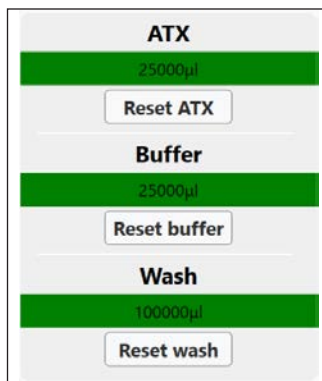 ATX
25000µl
Reset ATX
Buffer
25000µl
Reset buffer
Wash
100000µl
Reset wash